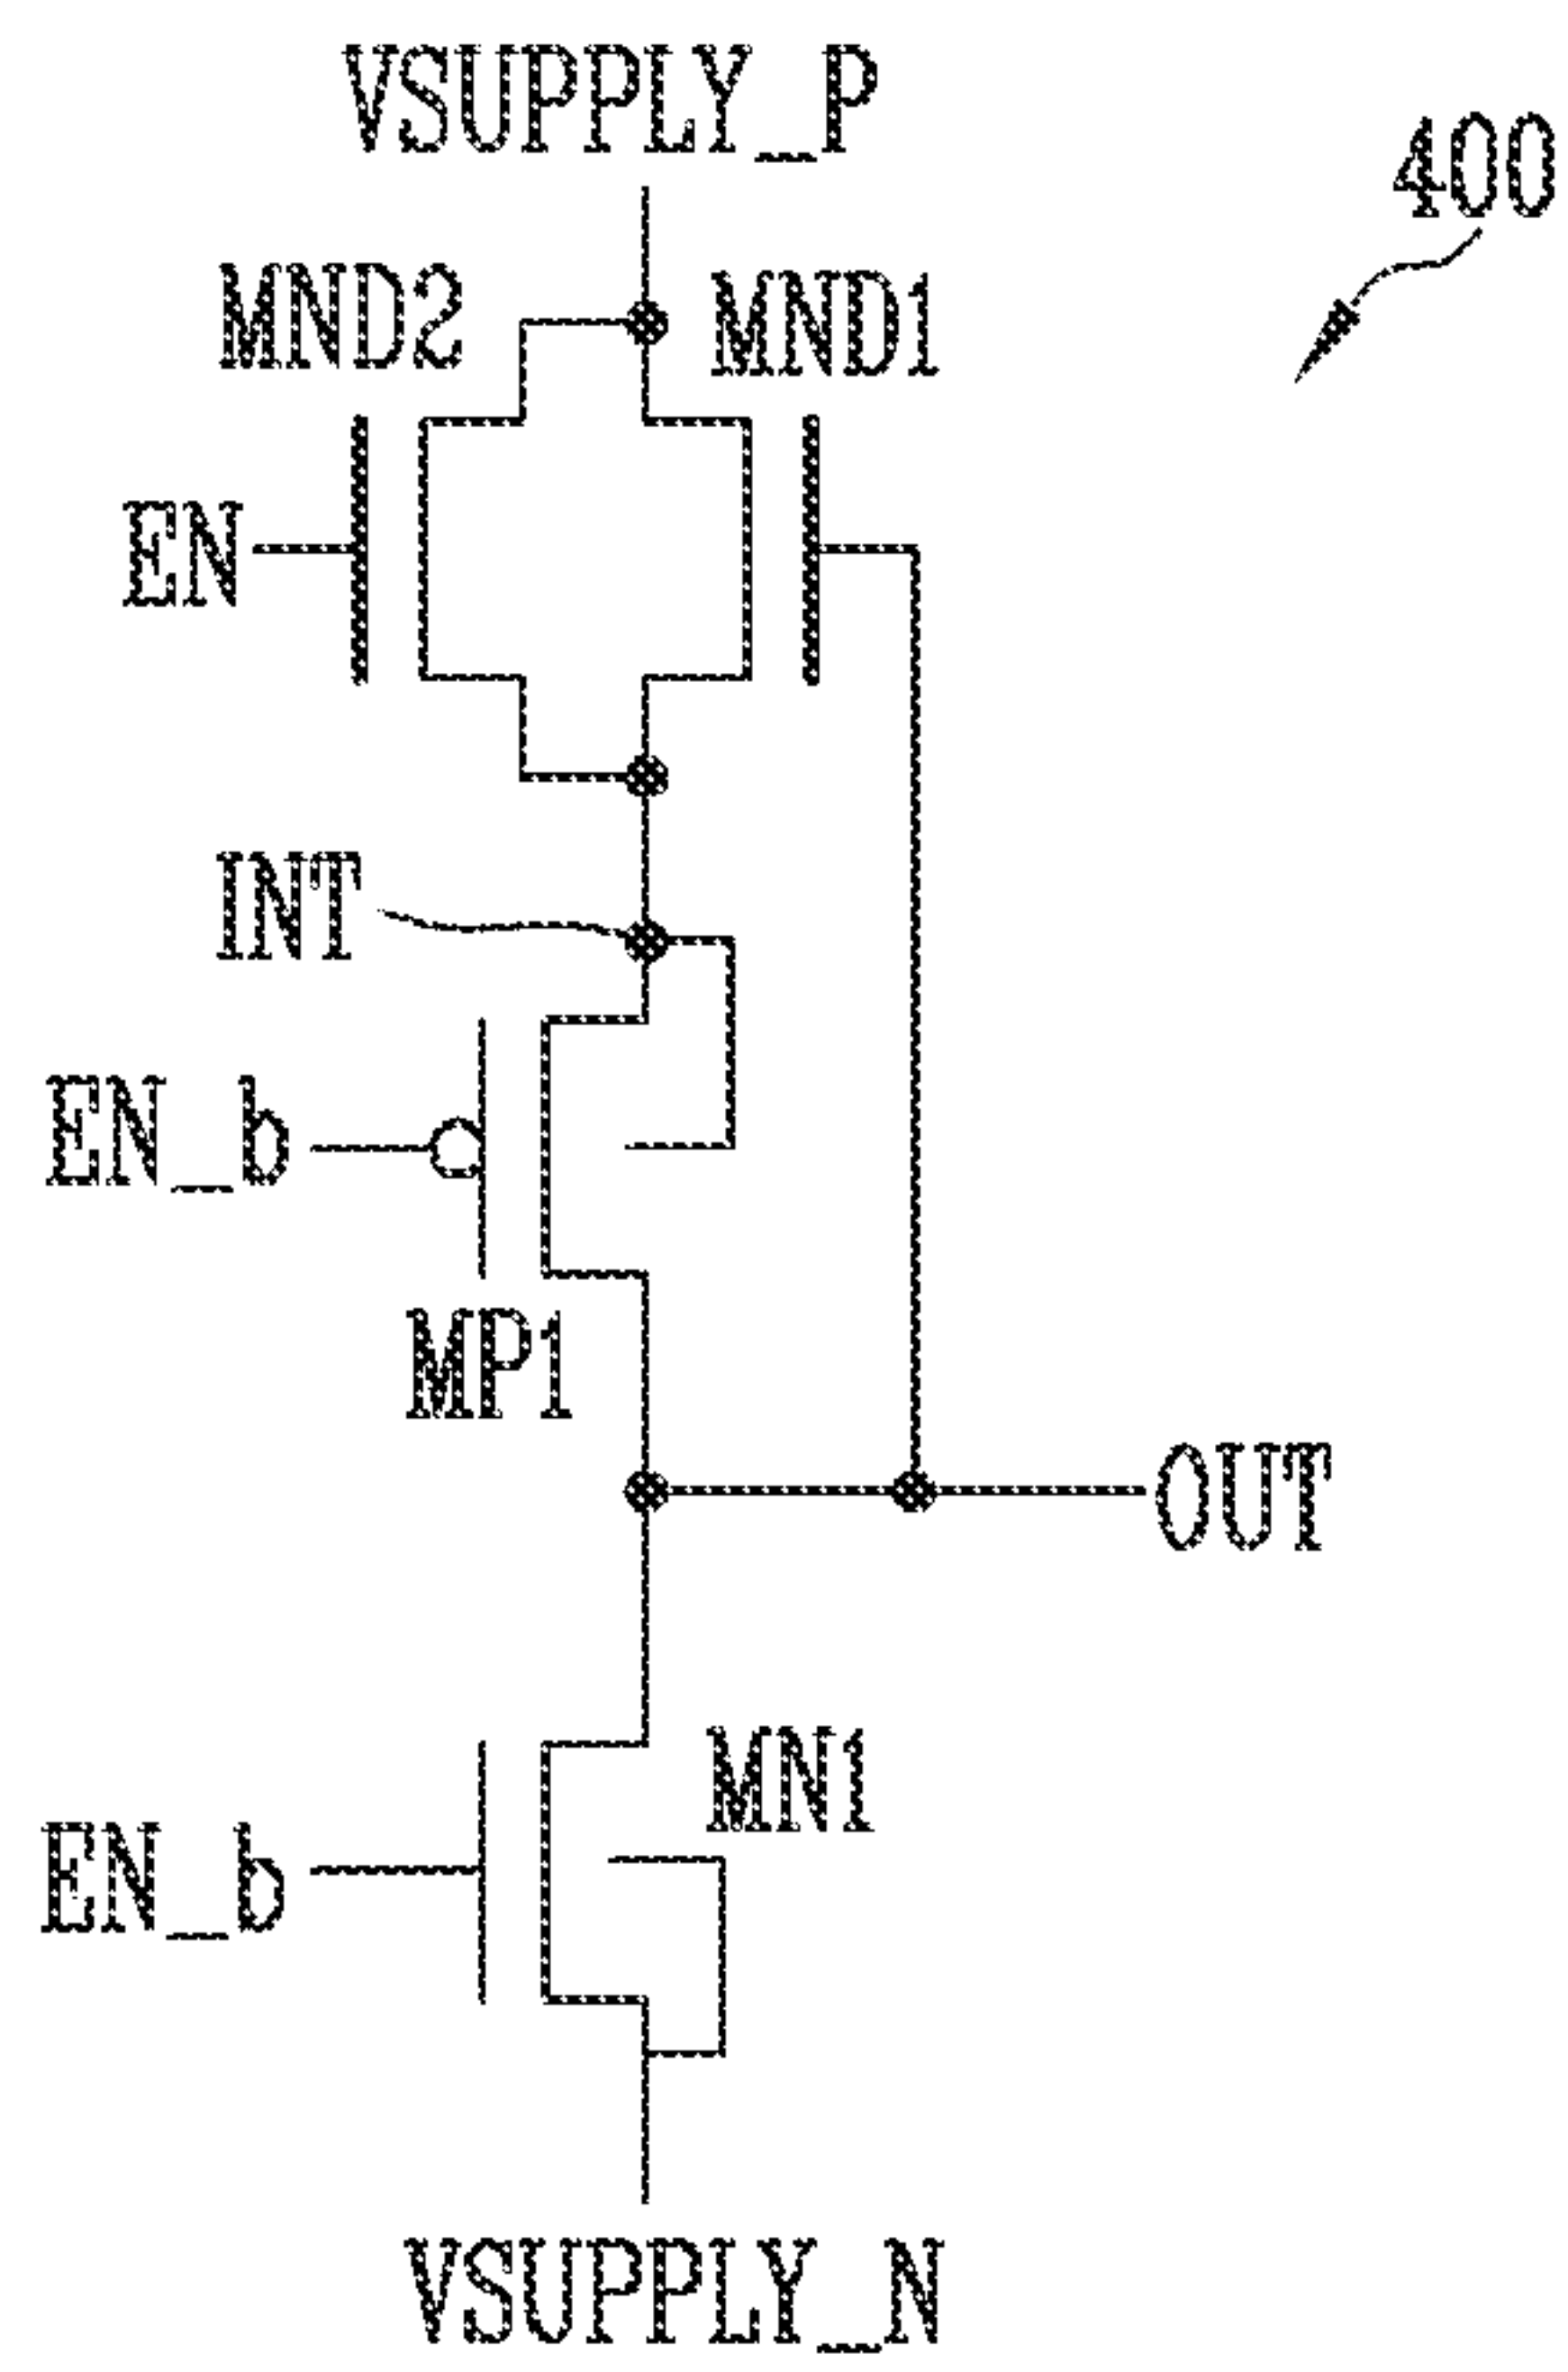 VSUPPLY_P
400
MND2
MND1
EN
INT
EN_b
MP1
OUT
MN1
EN_b
VSUPPLY_N